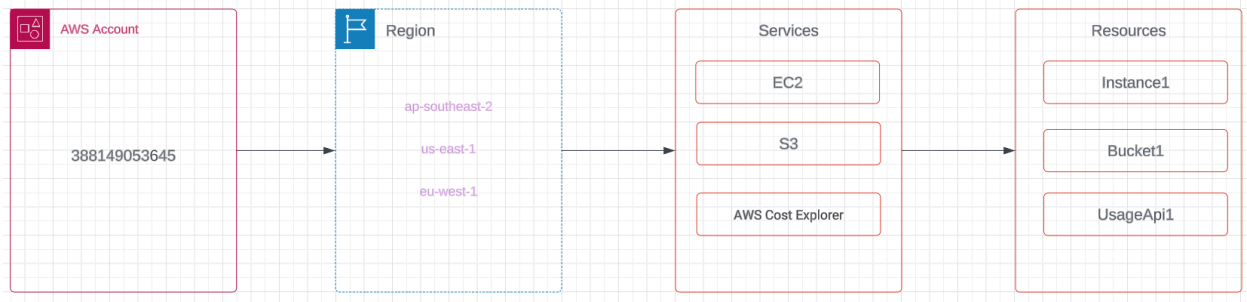 AWS Account
388149053645
Region
ap-southeast-2
us-east-1
eu-west-1
Services
EC2
S3
AWS Cost Explorer
Resources
Instance1
Bucket1
UsageApi1